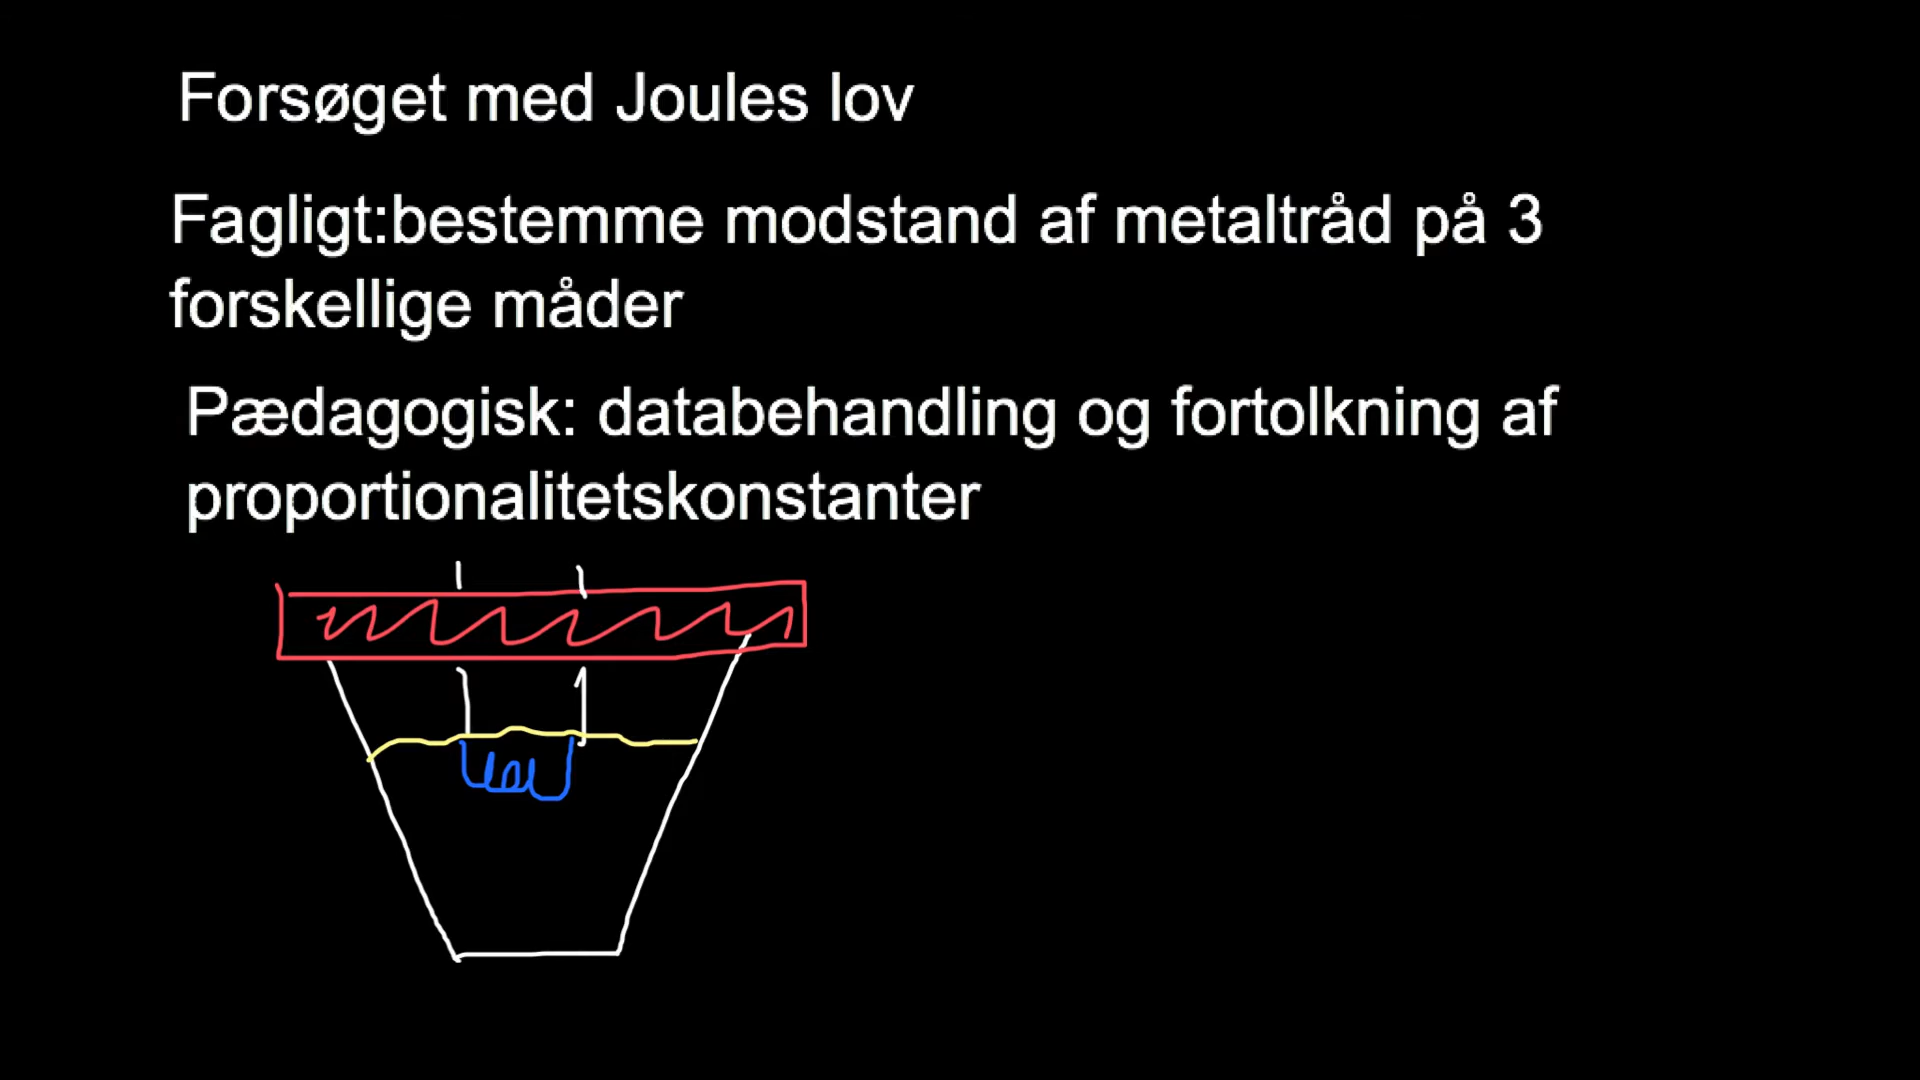 Forsøget med Joules lov
Fagligt:bestemme modstand af metaltråd på 3
forskellige måder
Pædagogisk: databehandling og fortolkning af
proportionalitetskonstanter